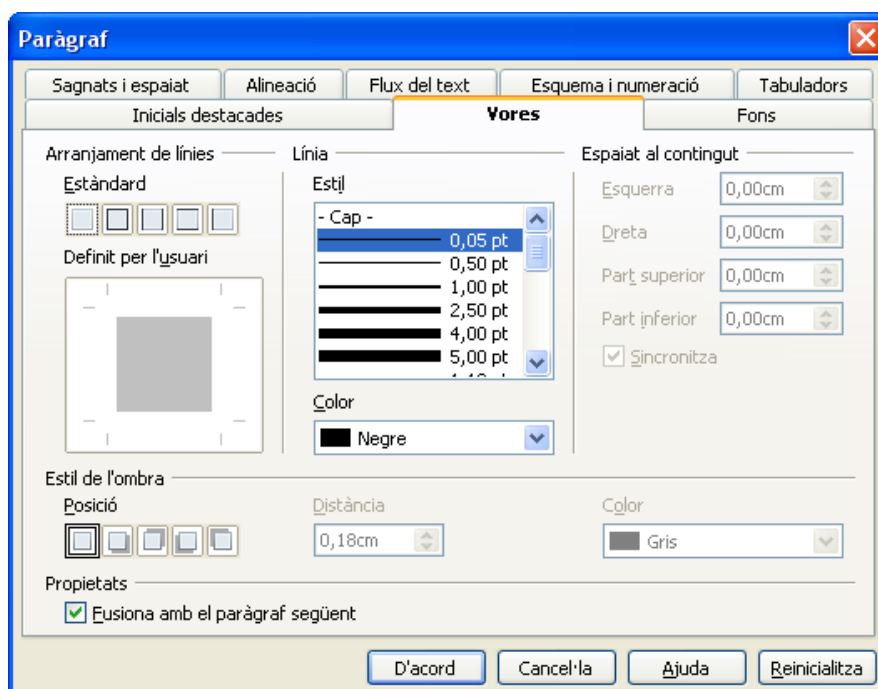 Paràgraf
Sagnats i espaiat Alineació Flux del text Esquema i numeració Tabuladors
Inicials destacades Vores Fons
Arranjament de línies Línia Espaiat al contingut
Estàndard Estil Esquerra 0,00cm
- Cap -
0,05 pt Dreta 0,00cm
Definit per l'usuari 0,50 pt
1,00 pt Part superior 0,00cm
2,50 pt
4,00 pt Part inferior 0,00cm
5,00 pt Sincronitza
Color
Negre
Estil de l'ombra
Posició Distància Color
0,18cm Gris
Propietats
Fusiona amb el paràgraf següent
D'acord Cancel·la Ajuda Reinicialitza